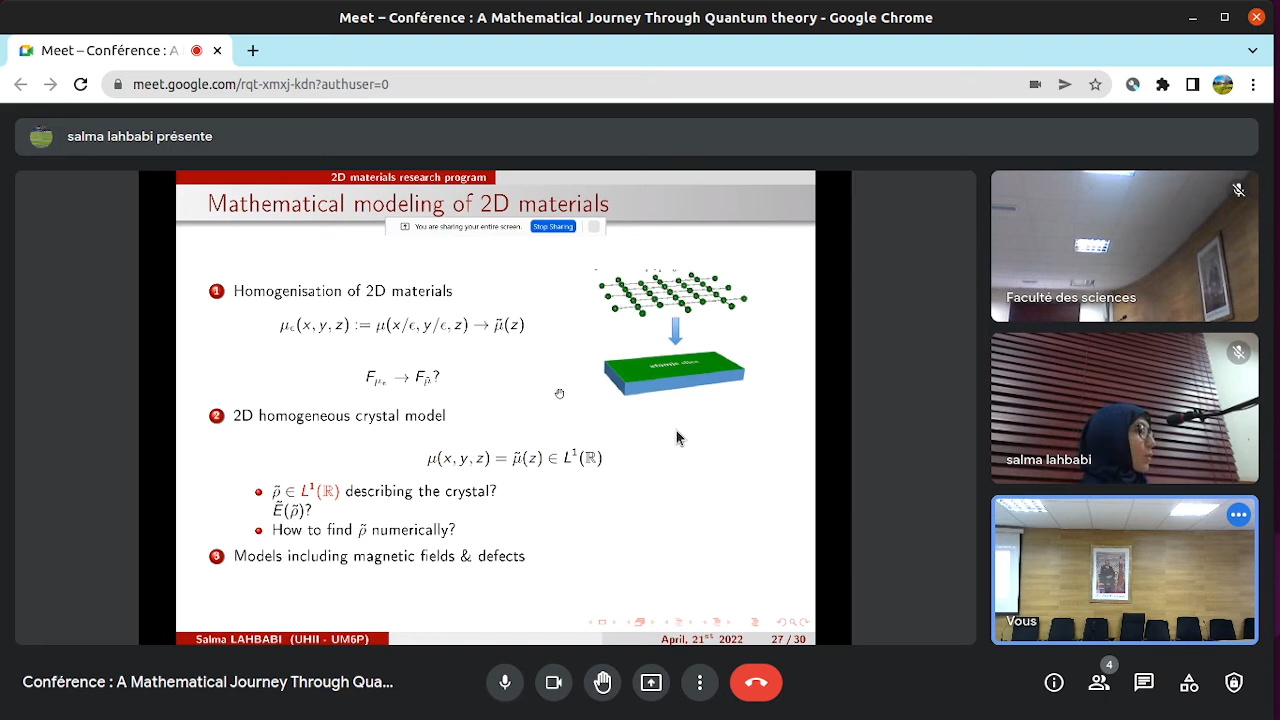 Meet – Conférence : A Mathematical Journey Through Quantum theory - Google Chrome
Meet – Conférence : A
meet.google.com/rqt-xmxj-kdn?authuser=0
salma lahbabi présente
2D materials research program
Mathematical modeling of 2D materials
You are sharing your entire screen. Stop Sharing
1 Homogenisation of 2D materials
μϵ(x, y, z) := μ(x/ϵ, y/ϵ, z) → μ̃(z)
Fμϵ → Fμ̃?
atomic slice
2 2D homogeneous crystal model
μ(x, y, z) = μ̃(z) ∈ L¹(ℝ)
ρ̃ ∈ L¹(ℝ) describing the crystal?
Ẽ(ρ̃)?
How to find ρ̃ numerically?
3 Models including magnetic fields & defects
Salma LAHBABI (UHII - UM6P)
April, 21st 2022 27 / 30
Faculté des sciences
salma lahbabi
Vous
Conférence : A Mathematical Journey Through Qua...
4